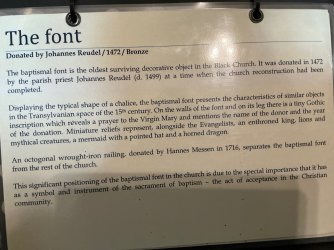 The font
Donated by Johannes Reudel / 1472 / Bronze
The baptismal font is the oldest surviving decorative object in the Black Church. It was donated in 1472
by the parish priest Johannes Reudel (d. 1499) at a time when the church reconstruction had been
completed.
Displaying the typical shape of a chalice, the baptismal font presents the characteristics of similar objects
in the Transylvanian space of the 15th century. On the walls of the font and on its leg there is a tiny Gothic
inscription which reveals a prayer to the Virgin Mary and mentions the name of the donor and the year
of the donation. Miniature reliefs represent, alongside the Evangelists, an enthroned king, lions and
mythical creatures, a mermaid with a pointed hat and a horned dragon.
An octogonal wrought-iron railing, donated by Hannes Messen in 1716, separates the baptismal font
from the rest of the church.
This significant positioning of the baptismal font in the church is due to the special importance that it has
as a symbol and instrument of the sacrament of baptism – the act of acceptance in the Christian
community.